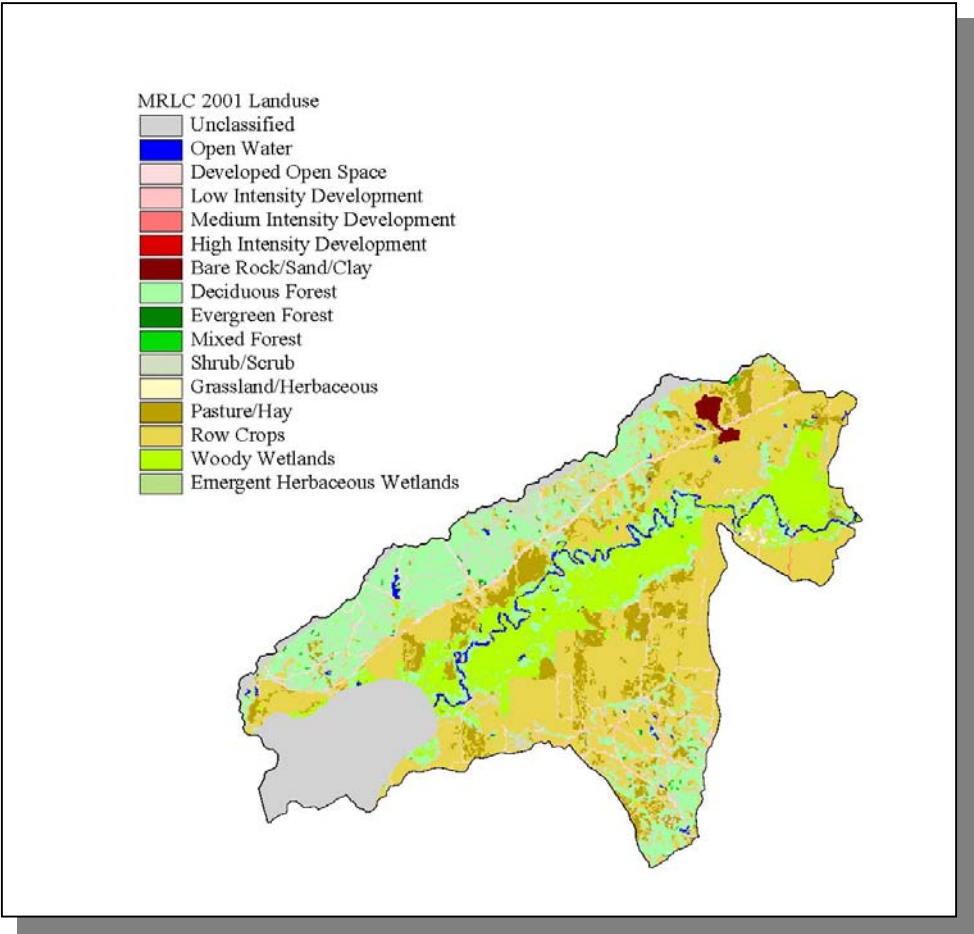 MRLC 2001 Landuse
Unclassified
Open Water
Developed Open Space
Low Intensity Development
Medium Intensity Development
High Intensity Development
Bare Rock/Sand/Clay
Deciduous Forest
Evergreen Forest
Mixed Forest
Shrub/Scrub
Grassland/Herbaceous
Pasture/Hay
Row Crops
Woody Wetlands
Emergent Herbaceous Wetlands